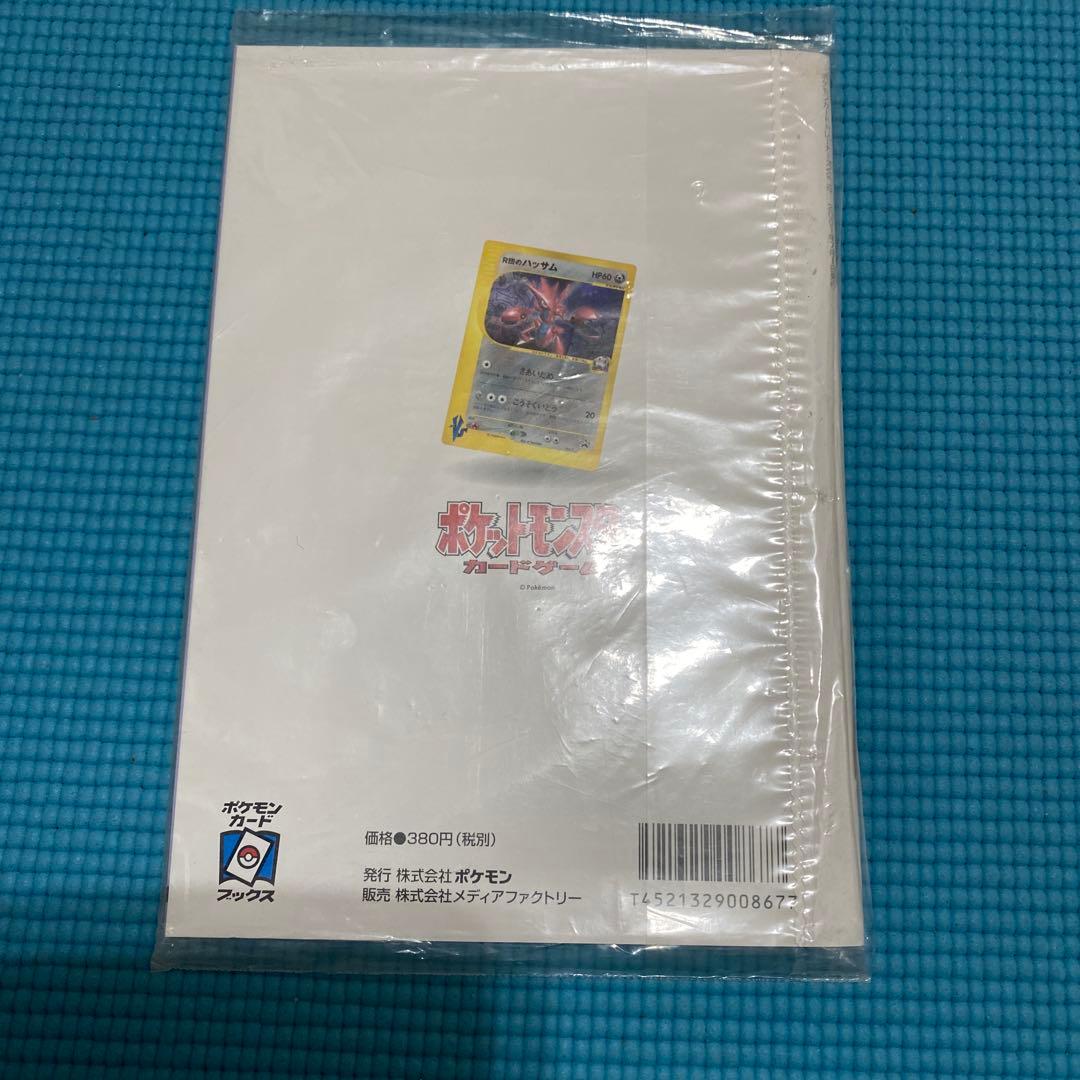 R団のハッサム HP60
さあいだめ
こうそくいどう 20
ポケットモンスター
カードゲーム
© Pokémon
ポケモン
カード
ブックス
価格●380円(税別)
発行 株式会社 ポケモン
販売 株式会社メディアファクトリー
T4521329008677